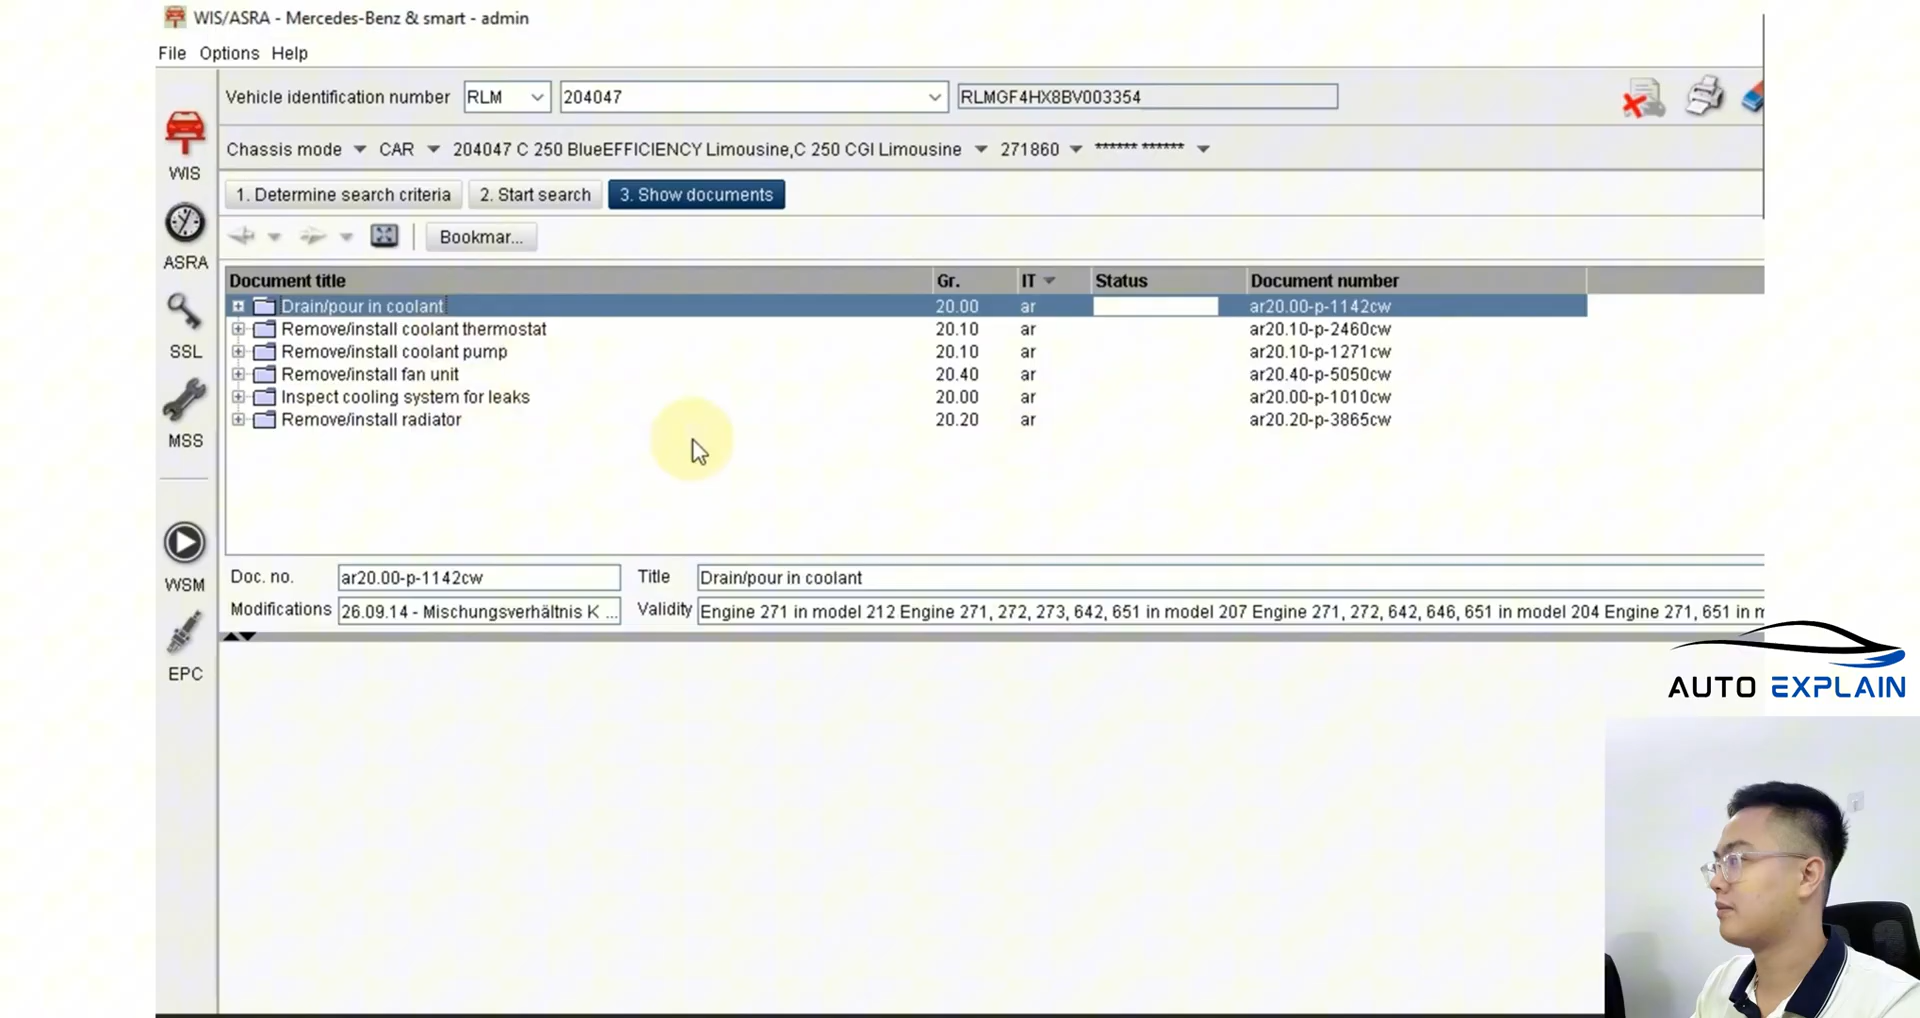 WIS/ASRA - Mercedes-Benz & smart - admin
File Options Help
Vehicle identification number RLM 204047 RLMGF4HX8BV003354
Chassis mode CAR 204047 C 250 BlueEFFICIENCY Limousine,C 250 CGI Limousine 271860 ****** ******
1. Determine search criteria 2. Start search 3. Show documents
Bookmar...
Document title Gr. IT Status Document number
Drain/pour in coolant 20.00 ar ar20.00-p-1142cw
Remove/install coolant thermostat 20.10 ar ar20.10-p-2460cw
Remove/install coolant pump 20.10 ar ar20.10-p-1271cw
Remove/install fan unit 20.40 ar ar20.40-p-5050cw
Inspect cooling system for leaks 20.00 ar ar20.00-p-1010cw
Remove/install radiator 20.20 ar ar20.20-p-3865cw
Doc. no. ar20.00-p-1142cw Title Drain/pour in coolant
Modifications 26.09.14 - Mischungsverhältnis K ... Validity Engine 271 in model 212 Engine 271, 272, 273, 642, 651 in model 207 Engine 271, 272, 642, 646, 651 in model 204 Engine 271, 651 in m
WIS
ASRA
SSL
MSS
WSM
EPC
AUTO EXPLAIN